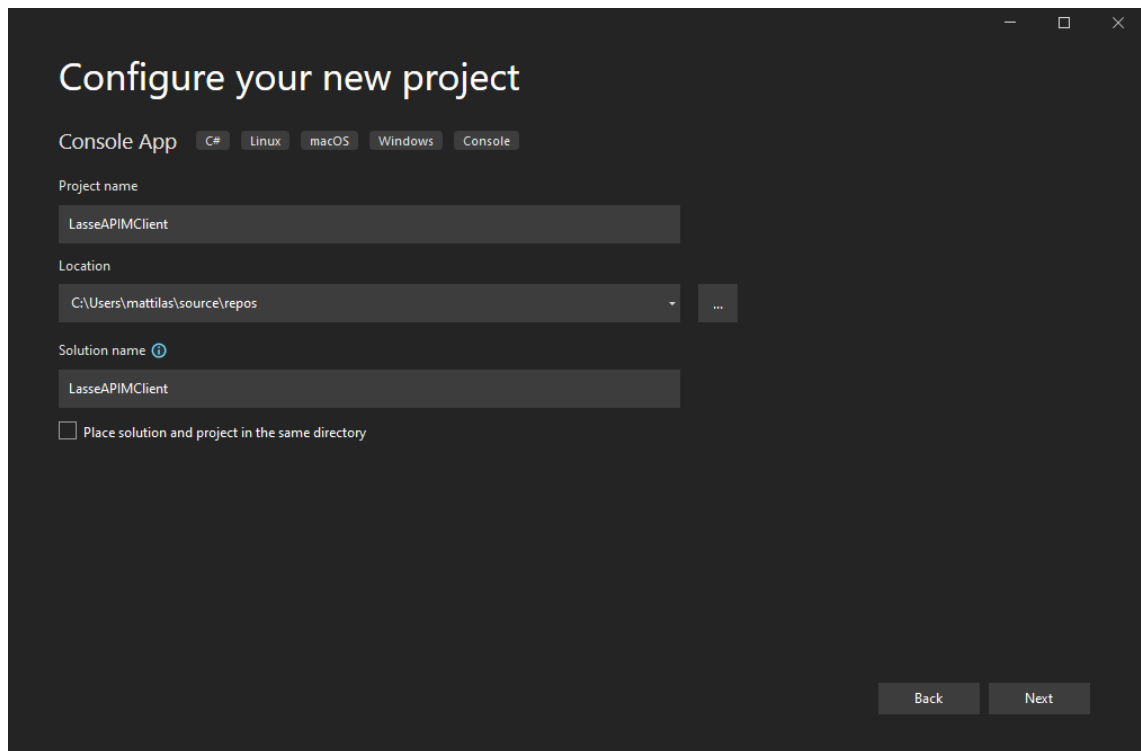 Configure your new project
Console App C# Linux macOS Windows Console
Project name
LasseAPIMClient
Location
C:\Users\mattilas\source\repos
...
Solution name
LasseAPIMClient
Place solution and project in the same directory
Back Next